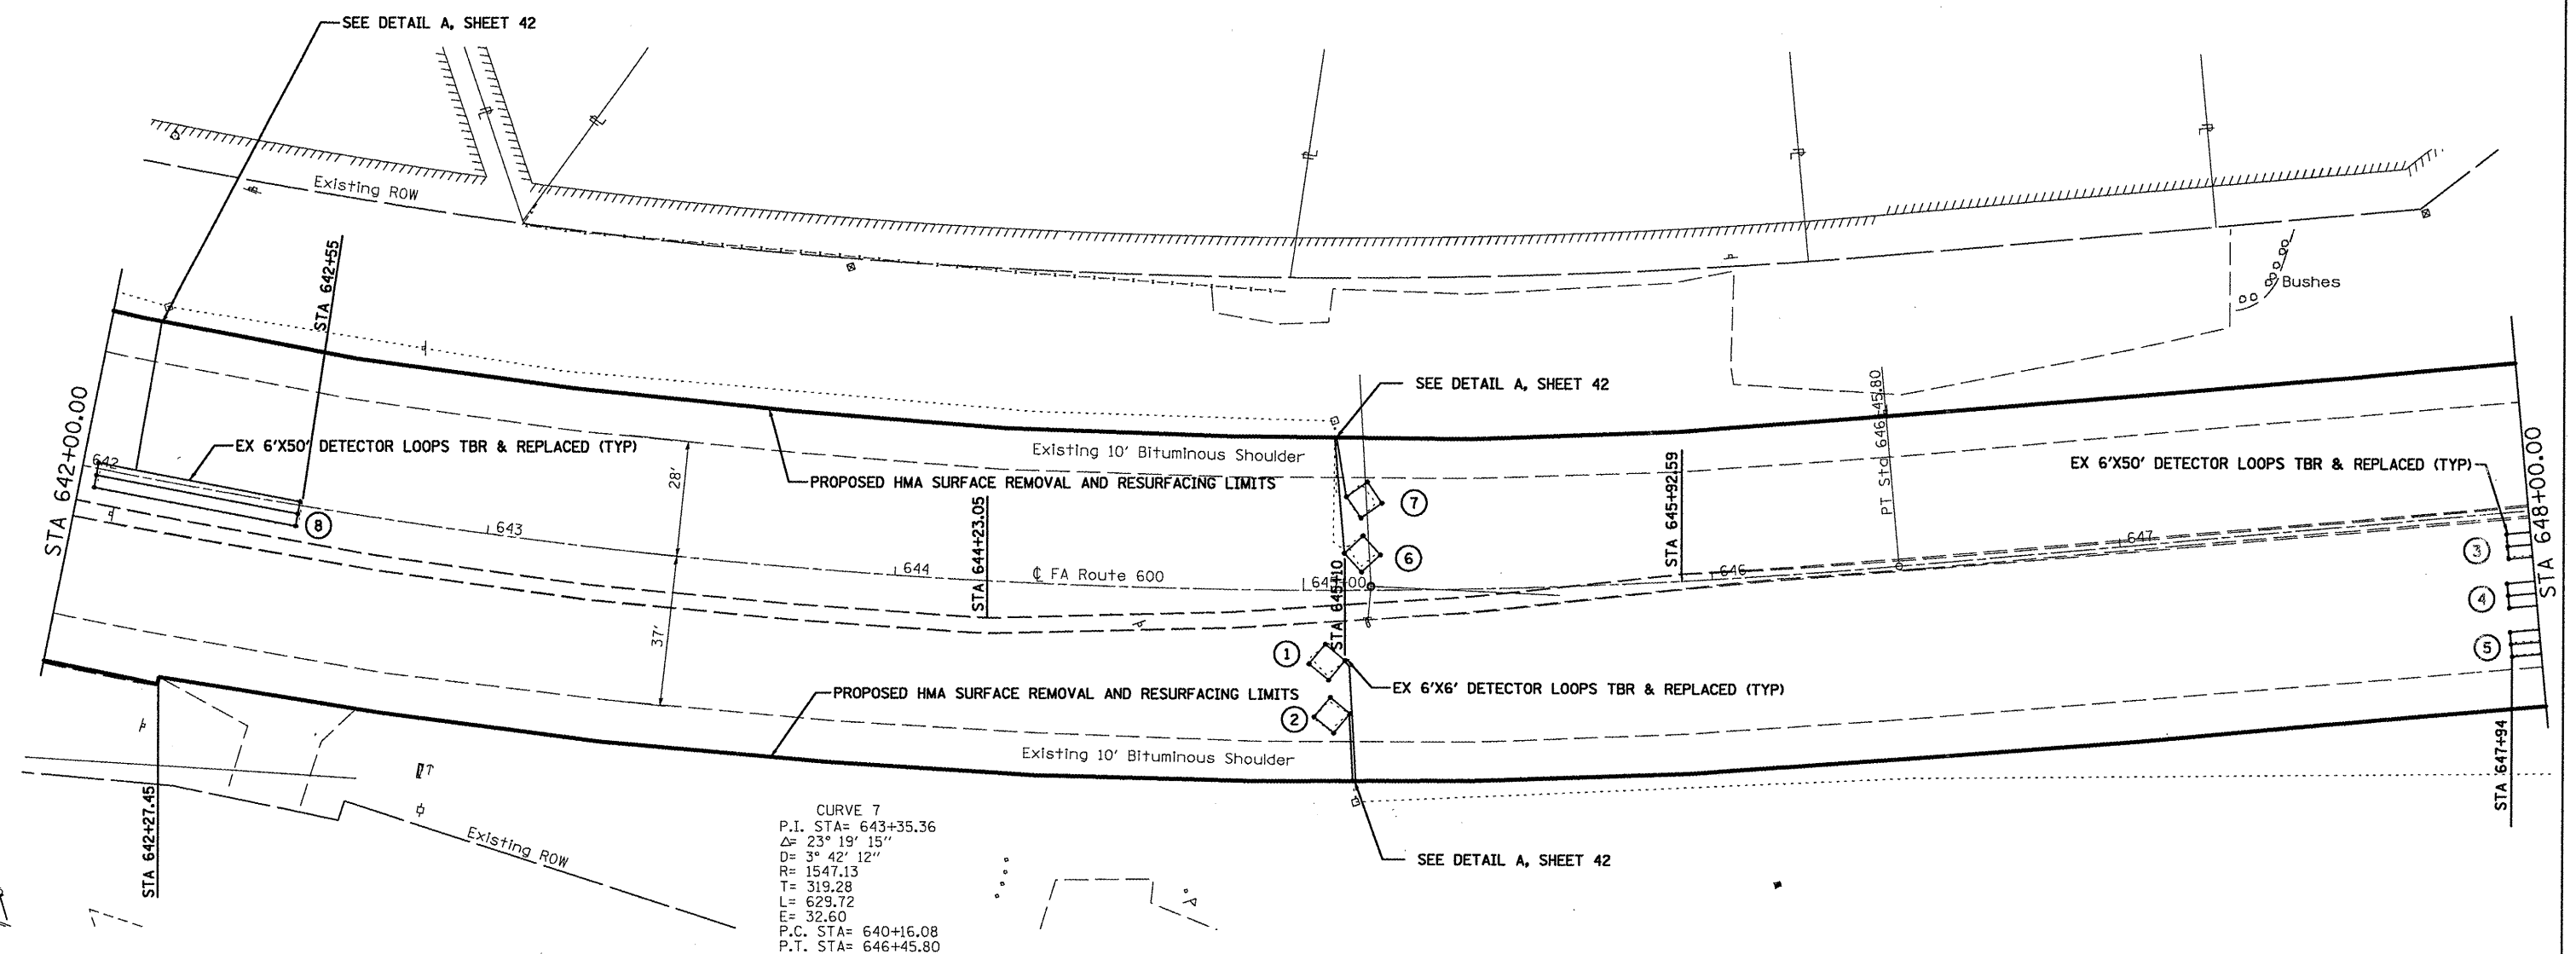 SEE DETAIL A, SHEET 42
Existing ROW
STA 642+55
Bushes
STA 642+00.00
SEE DETAIL A, SHEET 42
PT Sta 646+45.80
EX 6'X50' DETECTOR LOOPS TBR & REPLACED (TYP)
28'
Existing 10' Bituminous Shoulder
STA 645+92.59
EX 6'X50' DETECTOR LOOPS TBR & REPLACED (TYP)
STA 648+00.00
642
PROPOSED HMA SURFACE REMOVAL AND RESURFACING LIMITS
7
8
643
STA 644+23.05
6
647
3
644
℄ FA Route 600
645+00
646
STA 645+10
4
37'
1
5
PROPOSED HMA SURFACE REMOVAL AND RESURFACING LIMITS
EX 6'X6' DETECTOR LOOPS TBR & REPLACED (TYP)
2
Existing 10' Bituminous Shoulder
STA 647+94
T
STA 642+27.45
Existing ROW
CURVE 7
P.I. STA= 643+35.36
Δ= 23° 19' 15"
D= 3° 42' 12"
R= 1547.13
T= 319.28
L= 629.72
E= 32.60
P.C. STA= 640+16.08
P.T. STA= 646+45.80
SEE DETAIL A, SHEET 42